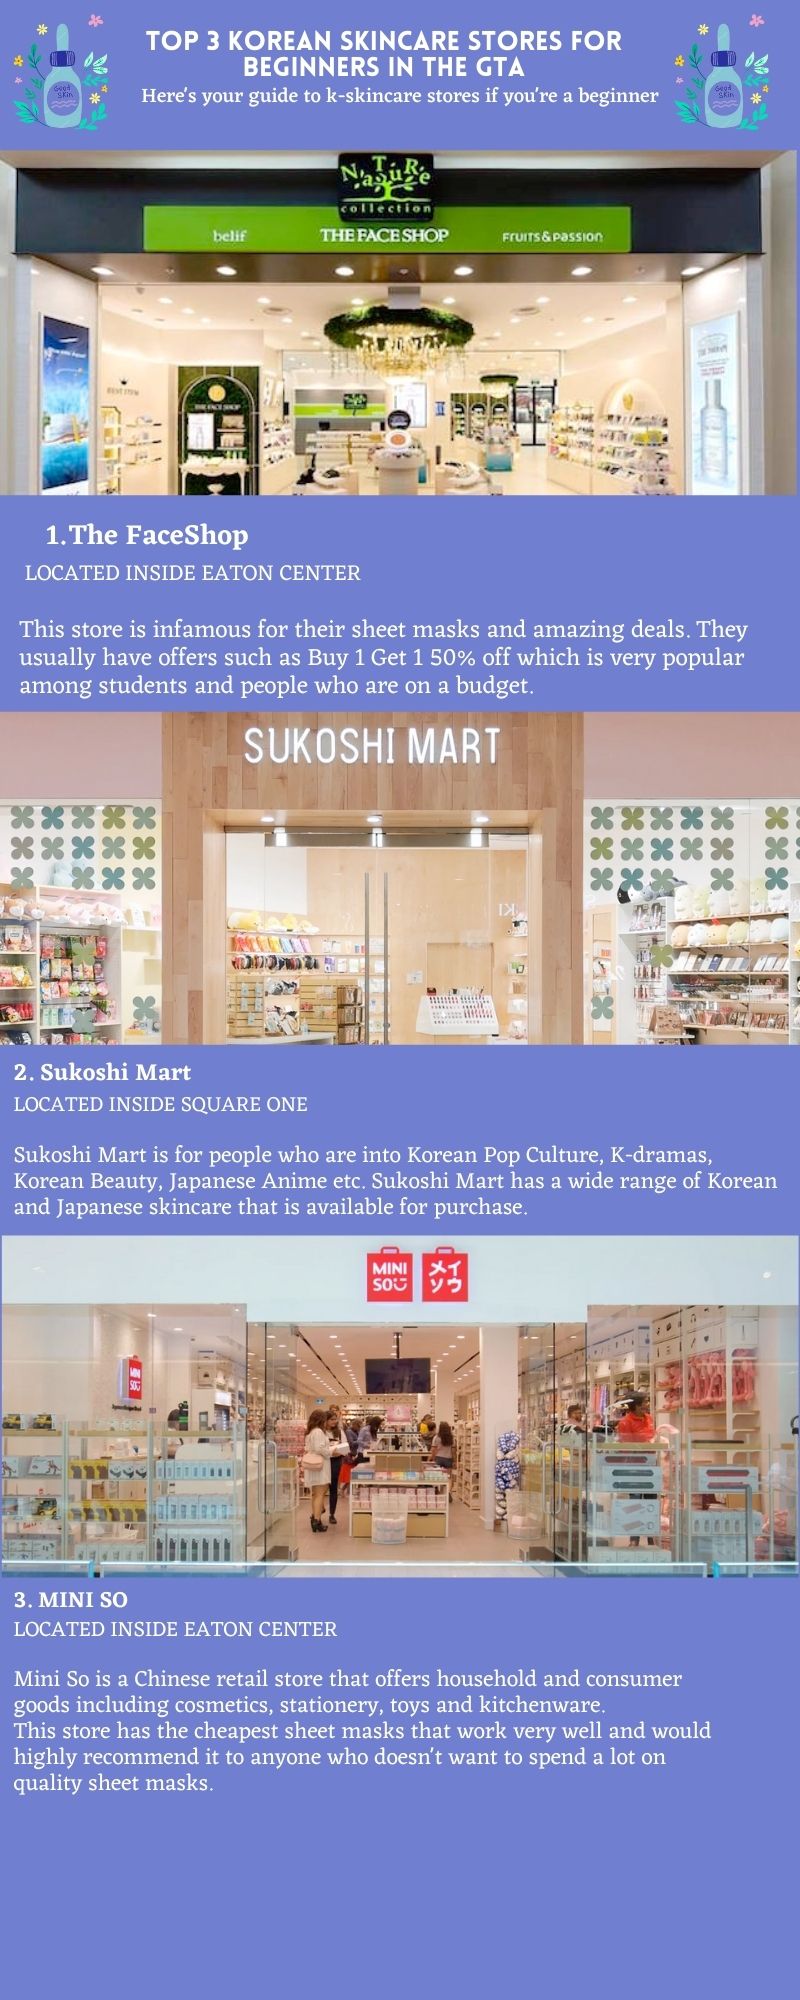 TOP 3 KOREAN SKINCARE STORES FOR
BEGINNERS IN THE GTA
Here's your guide to k-skincare stores if you're a beginner
Good
Skin
Good
Skin
NaTuRe
collection
belif
THE FACE SHOP
FRUITS & PASSION
BEST ITEM
THE FACE SHOP
1.The FaceShop
LOCATED INSIDE EATON CENTER
This store is infamous for their sheet masks and amazing deals. They
usually have offers such as Buy 1 Get 1 50% off which is very popular
among students and people who are on a budget.
SUKOSHI MART
2. Sukoshi Mart
LOCATED INSIDE SQUARE ONE
Sukoshi Mart is for people who are into Korean Pop Culture, K-dramas,
Korean Beauty, Japanese Anime etc. Sukoshi Mart has a wide range of Korean
and Japanese skincare that is available for purchase.
MINI
SO
メイ
ソウ
MINI
SO
3. MINI SO
LOCATED INSIDE EATON CENTER
Mini So is a Chinese retail store that offers household and consumer
goods including cosmetics, stationery, toys and kitchenware.
This store has the cheapest sheet masks that work very well and would
highly recommend it to anyone who doesn't want to spend a lot on
quality sheet masks.